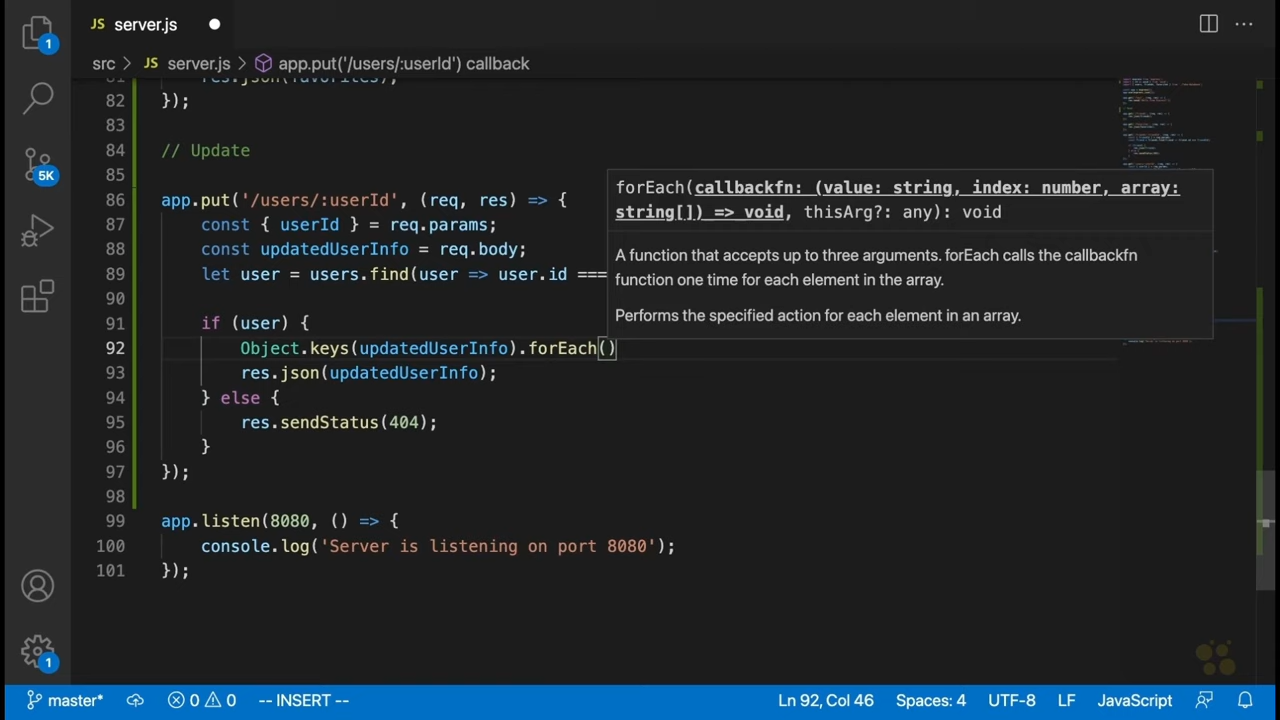 JS server.js
1
src > JS server.js > app.put('/users/:userId') callback
81 res.json(favorites);
82 });
83
84 // Update
5K
85
86 app.put('/users/:userId', (req, res) => {
87 const { userId } = req.params;
88 const updatedUserInfo = req.body;
89 let user = users.find(user => user.id ===
90
91 if (user) {
92 Object.keys(updatedUserInfo).forEach()
93 res.json(updatedUserInfo);
94 } else {
95 res.sendStatus(404);
96 }
97 });
98
99 app.listen(8080, () => {
100 console.log('Server is listening on port 8080');
101 });
forEach(callbackfn: (value: string, index: number, array:
string[]) => void, thisArg?: any): void
A function that accepts up to three arguments. forEach calls the callbackfn
function one time for each element in the array.
Performs the specified action for each element in an array.
1
master* 0 0 -- INSERT -- Ln 92, Col 46 Spaces: 4 UTF-8 LF JavaScript